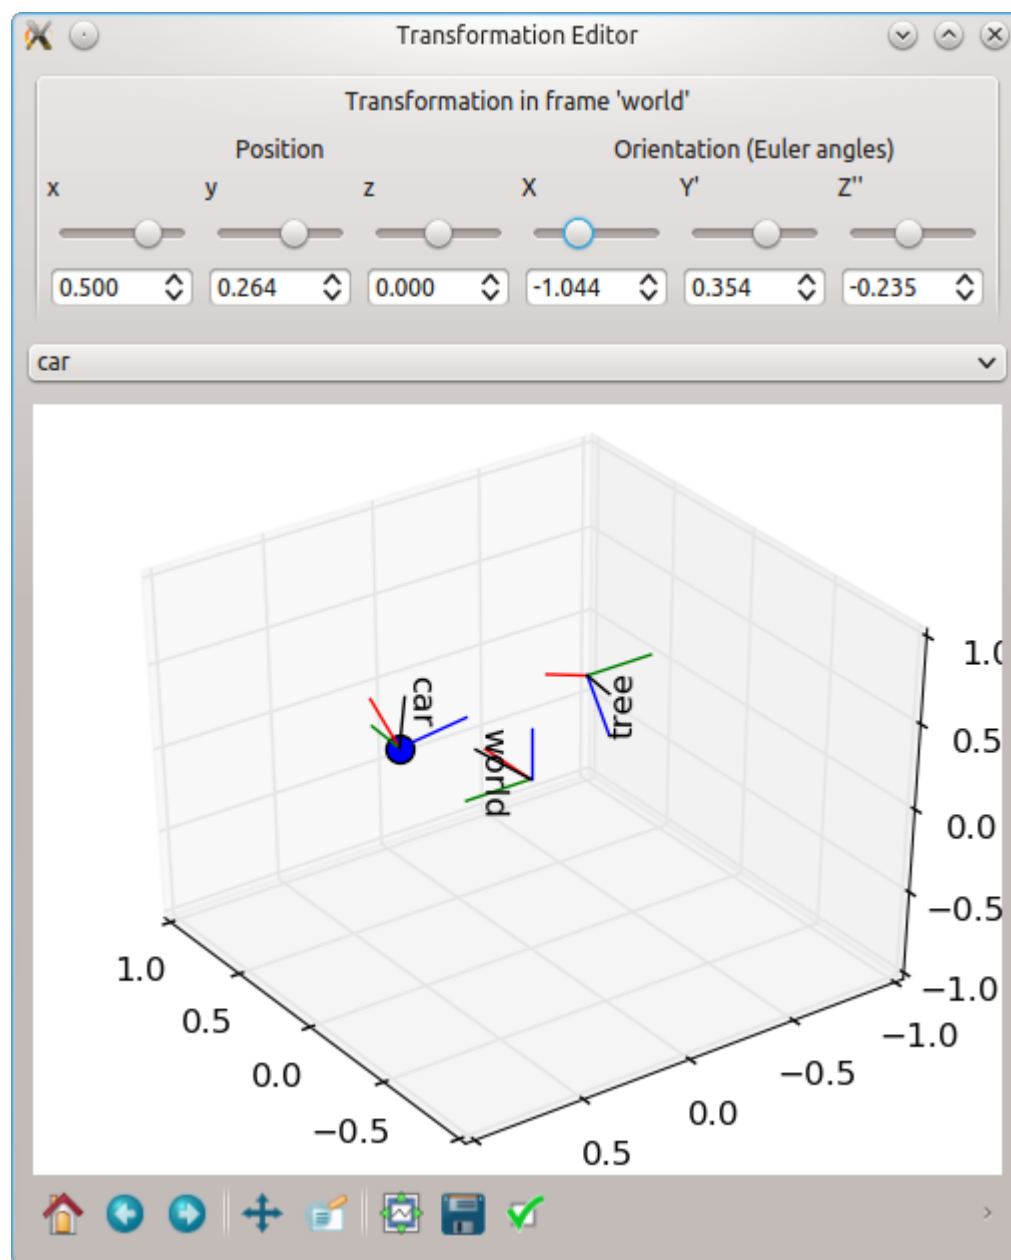 Transformation Editor
Transformation in frame 'world'
Position Orientation (Euler angles)
x y z X Y' Z''
0.500 0.264 0.000 -1.044 0.354 -0.235
car
car
world
tree
1.0
0.5
0.0
−0.5
−1.0
1.0
0.5
0.0
−0.5
0.5
0.0
−0.5
−1.0